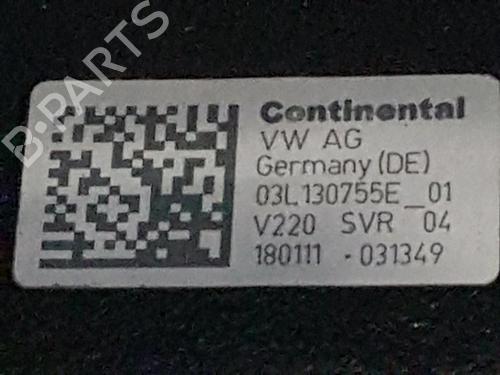 B-PARTS
Continental
VW AG
Germany (DE)
03L130755E_01
V220 SVR 04
180111 - 031349